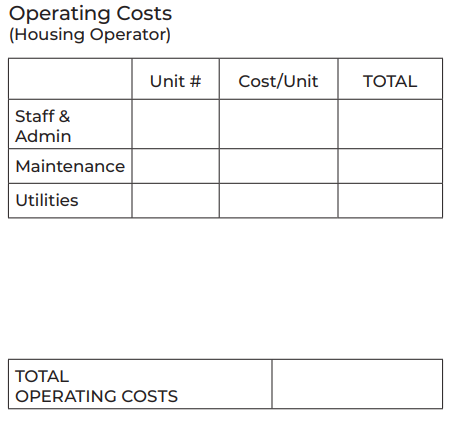 Operating Costs
(Housing Operator)
Unit # Cost/Unit TOTAL
Staff &
Admin
Maintenance
Utilities
TOTAL
OPERATING COSTS